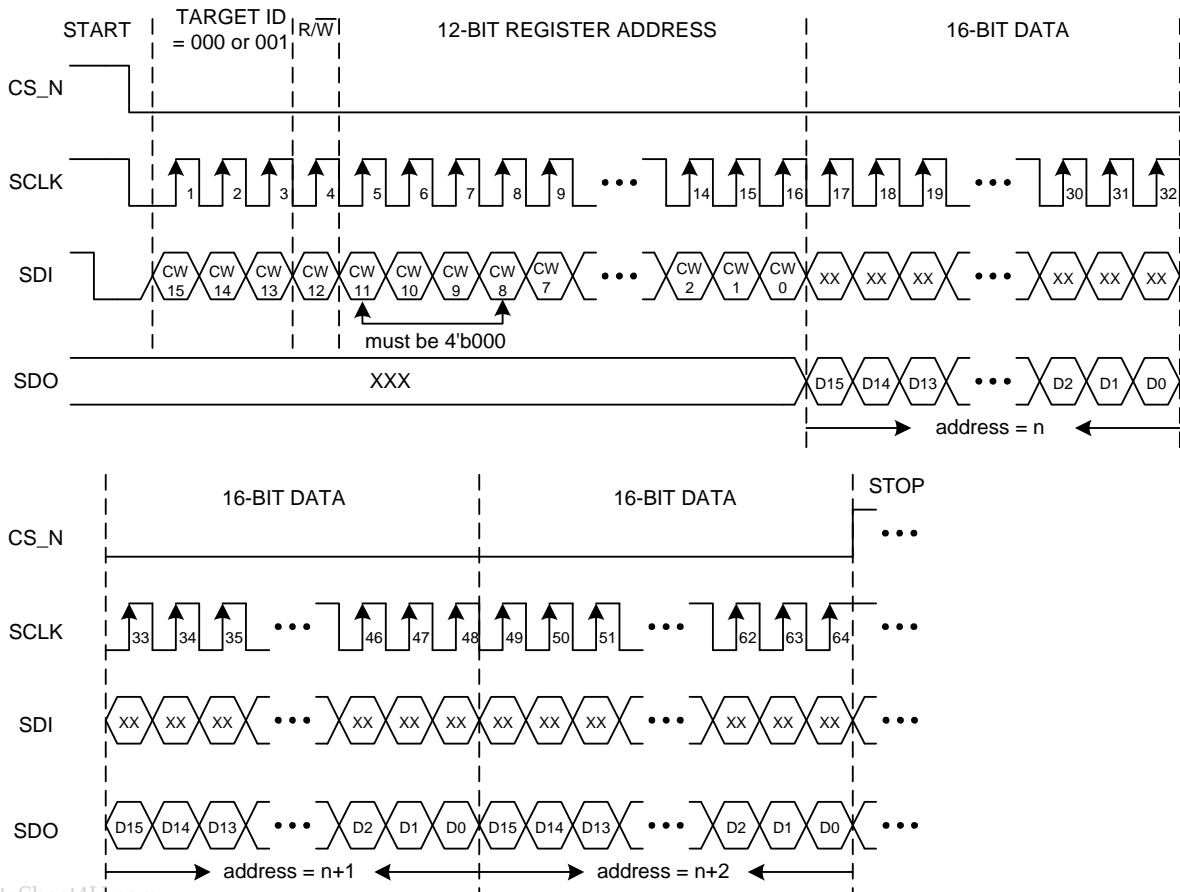 START TARGET ID = 000 or 001 R/W 12-BIT REGISTER ADDRESS 16-BIT DATA
CS_N
SCLK 1 2 3 4 5 6 7 8 9 ••• 14 15 16 17 18 19 ••• 30 31 32
SDI CW 15 CW 14 CW 13 CW 12 CW 11 CW 10 CW 9 CW 8 CW 7 ••• CW 2 CW 1 CW 0 XX XX XX ••• XX XX XX
must be 4'b000
SDO XXX D15 D14 D13 ••• D2 D1 D0
address = n
16-BIT DATA 16-BIT DATA STOP
CS_N •••
SCLK 33 34 35 ••• 46 47 48 49 50 51 ••• 62 63 64 •••
SDI XX XX XX ••• XX XX XX XX XX XX ••• XX XX XX •••
SDO D15 D14 D13 ••• D2 D1 D0 D15 D14 D13 ••• D2 D1 D0 •••
address = n+1 address = n+2